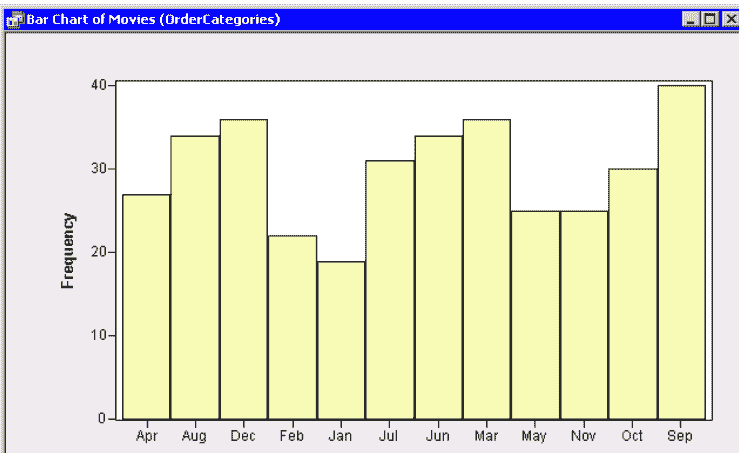 Bar Chart of Movies (OrderCategories)
40
30
20
10
0
Frequency
Apr Aug Dec Feb Jan Jul Jun Mar May Nov Oct Sep